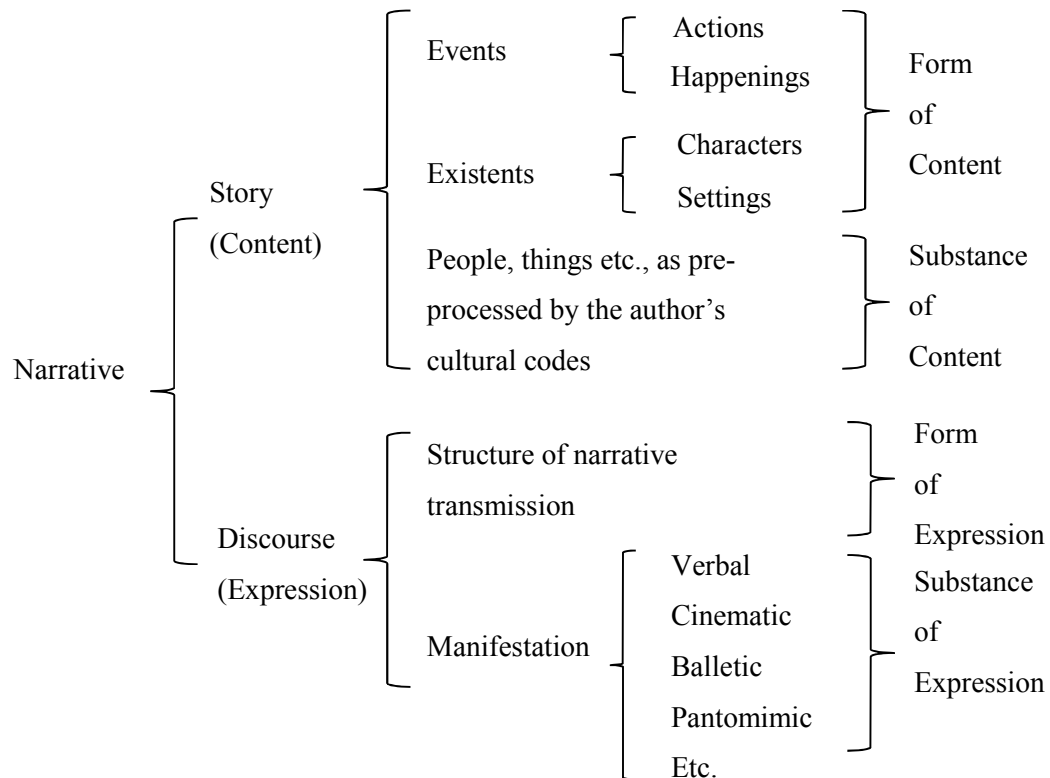 Events
Actions
Happenings
Form
of
Content
Existents
Characters
Settings
Story
(Content)
People, things etc., as pre-
processed by the author’s
cultural codes
Substance
of
Content
Narrative
Structure of narrative
transmission
Form
of
Expression
Discourse
(Expression)
Manifestation
Verbal
Cinematic
Balletic
Pantomimic
Etc.
Substance
of
Expression